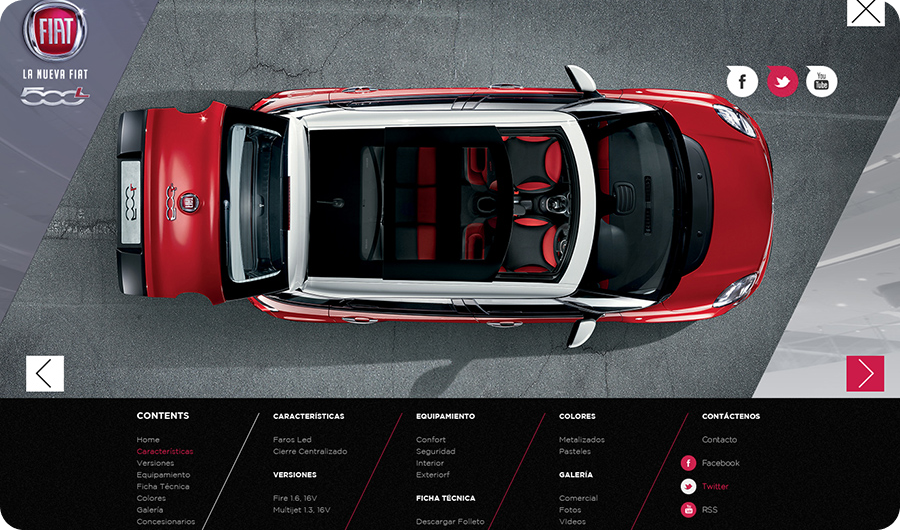 FIAT
LA NUEVA FIAT
500L
You
Tube
CONTENTS
Home
Características
Versiones
Equipamiento
Ficha Técnica
Colores
Galería
Concesionarios
CARACTERÍSTICAS
Faros Led
Cierre Centralizado
VERSIONES
Fire 1.6, 16V
Multijet 1.3, 16V
EQUIPAMIENTO
Confort
Seguridad
Interior
Exteriorf
FICHA TÉCNICA
Descargar Folleto
COLORES
Metalizados
Pasteles
GALERÍA
Comercial
Fotos
Videos
CONTÁCTENOS
Contacto
Facebook
Twitter
RSS